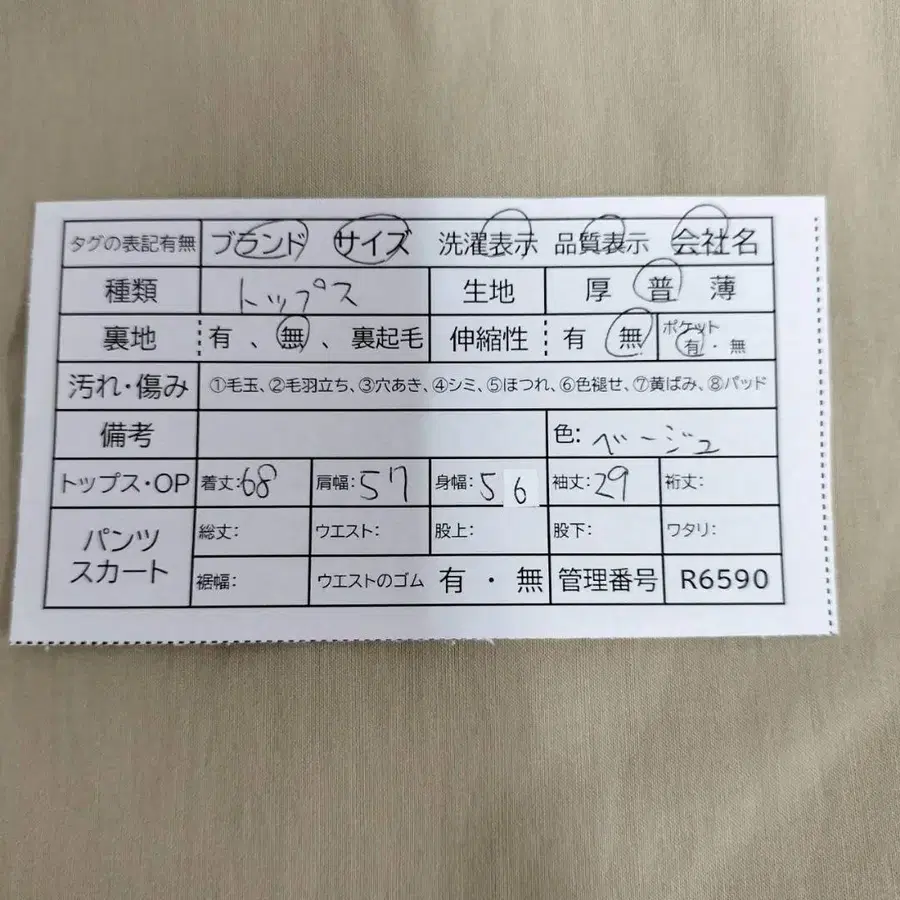 タグの表記有無 ブランド サイズ 洗濯表示 品質表示 会社名
種類 トップス 生地 厚 普 薄
裏地 有 、 無 、 裏起毛 伸縮性 有 無 ポケット 有・無
汚れ・傷み ①毛玉、②毛羽立ち、③穴あき、④シミ、⑤ほつれ、⑥色褪せ、⑦黄ばみ、⑧パッド
備考 色: ベージュ
トップス・OP 着丈:68 肩幅:57 身幅:56 袖丈:29 裄丈:
パンツ スカート 総丈: ウエスト: 股上: 股下: ワタリ:
裾幅: ウエストのゴム 有・無 管理番号 R6590